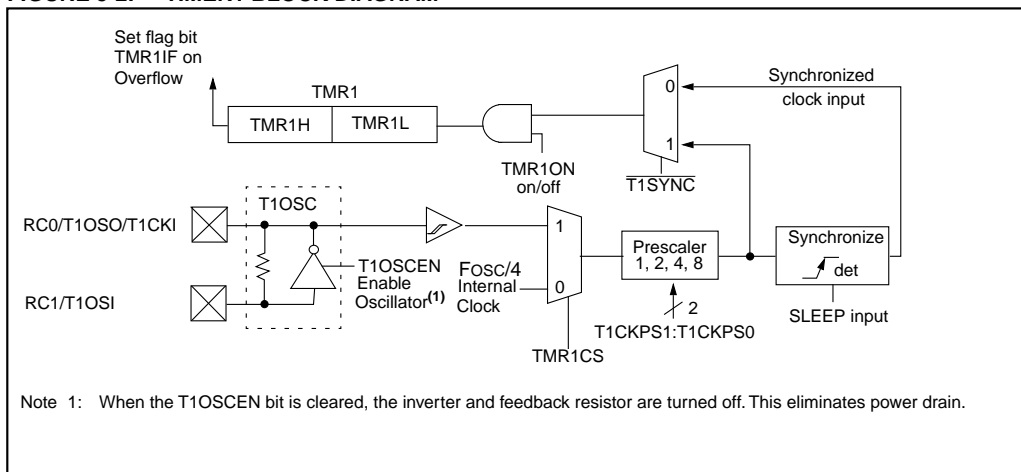 FIGURE 8-2: TIMER1 BLOCK DIAGRAM
Set flag bit
TMR1IF on
Overflow
TMR1
TMR1H TMR1L
TMR1ON
on/off
0
1
T1SYNC
Synchronized
clock input
RC0/T1OSO/T1CKI
RC1/T1OSI
T1OSC
T1OSCEN
Enable
Oscillator(1)
FOSC/4
Internal
Clock
1
0
TMR1CS
Prescaler
1, 2, 4, 8
2
T1CKPS1:T1CKPS0
Synchronize
det
SLEEP input
Note 1: When the T1OSCEN bit is cleared, the inverter and feedback resistor are turned off. This eliminates power drain.